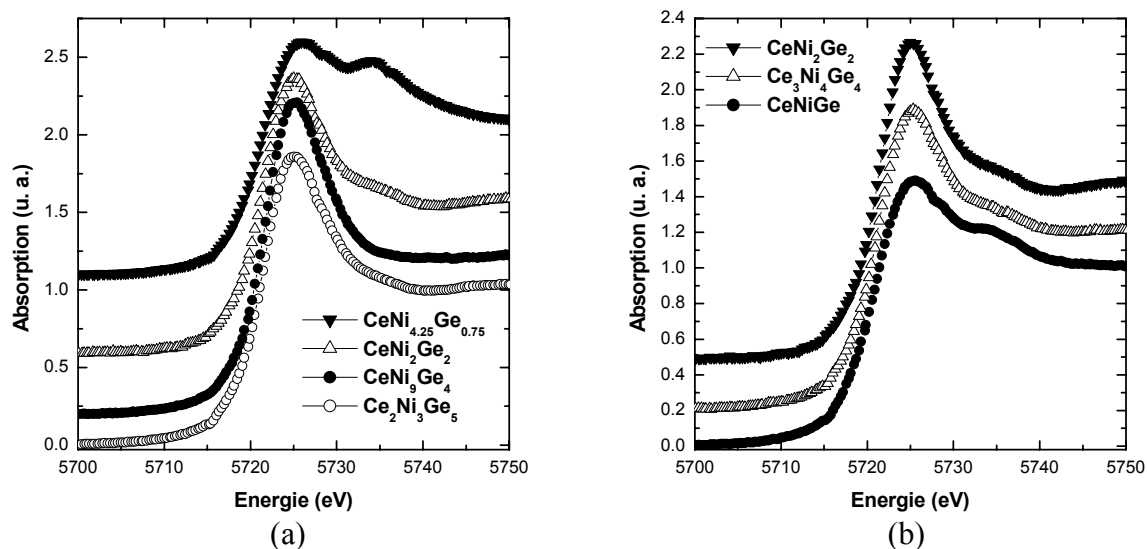 2.5
2.0
1.5
1.0
0.5
0.0
Absorption (u. a.)
CeNi4.25Ge0.75
CeNi2Ge2
CeNi9Ge4
Ce2Ni3Ge5
5700 5710 5720 5730 5740 5750
Energie (eV)
(a)
2.4
2.2
2.0
1.8
1.6
1.4
1.2
1.0
0.8
0.6
0.4
0.2
0.0
Absorption (u. a.)
CeNi2Ge2
Ce3Ni4Ge4
CeNiGe
5700 5710 5720 5730 5740 5750
Energie (eV)
(b)